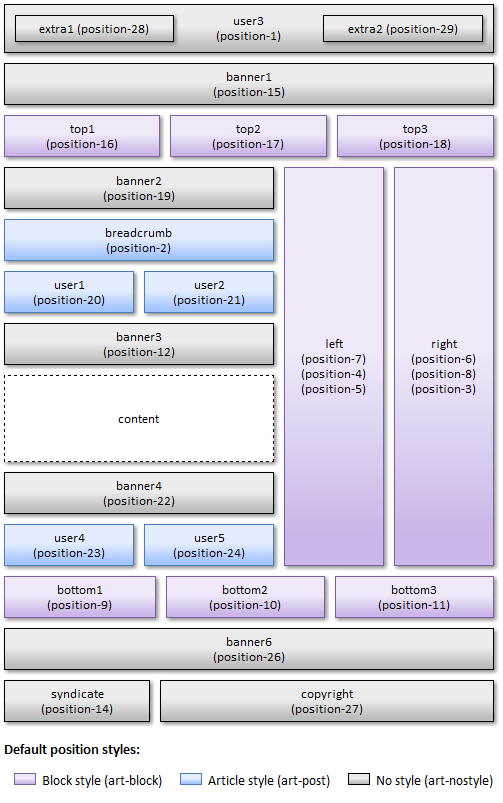 extra1 (position-28)
user3
(position-1)
extra2 (position-29)
banner1
(position-15)
top1
(position-16)
top2
(position-17)
top3
(position-18)
banner2
(position-19)
breadcrumb
(position-2)
user1
(position-20)
user2
(position-21)
banner3
(position-12)
content
left
(position-7)
(position-4)
(position-5)
right
(position-6)
(position-8)
(position-3)
banner4
(position-22)
user4
(position-23)
user5
(position-24)
bottom1
(position-9)
bottom2
(position-10)
bottom3
(position-11)
banner6
(position-26)
syndicate
(position-14)
copyright
(position-27)
Default position styles:
Block style (art-block)
Article style (art-post)
No style (art-nostyle)